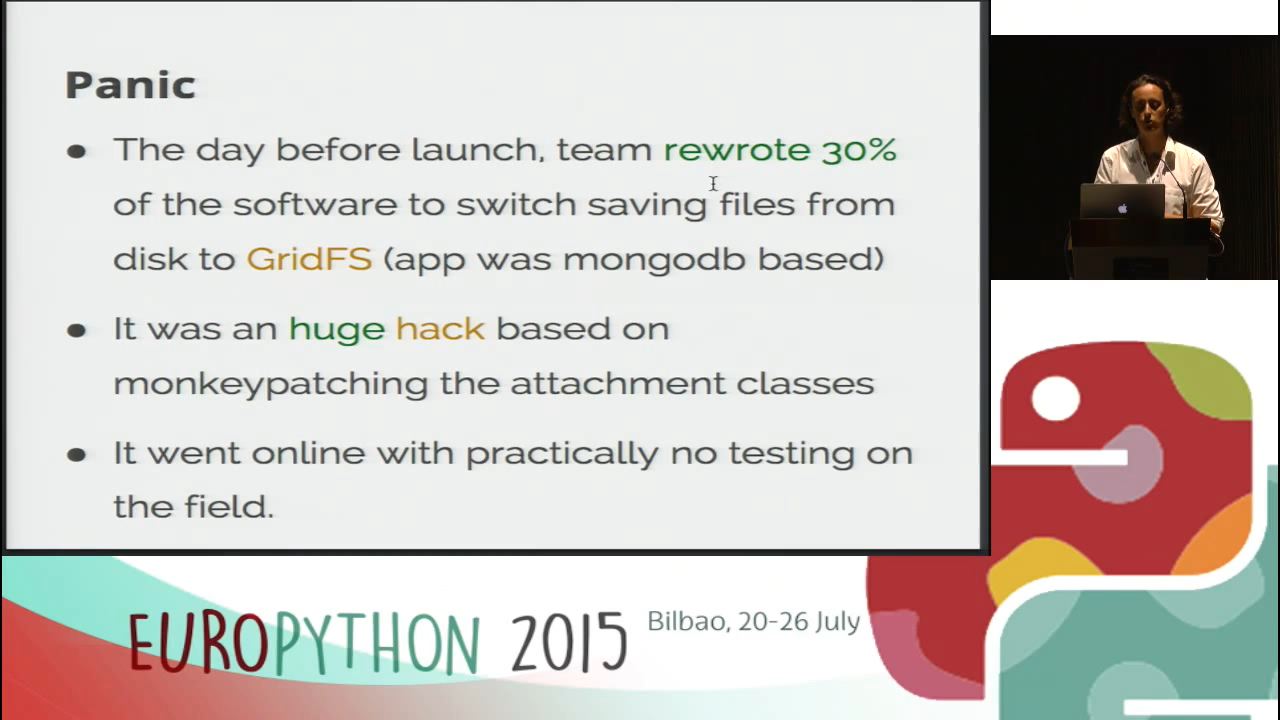 Panic
The day before launch, team rewrote 30%
of the software to switch saving files from
disk to GridFS (app was mongodb based)
It was an huge hack based on
monkeypatching the attachment classes
It went online with practically no testing on
the field.
EUROPYTHON 2015 Bilbao, 20-26 July